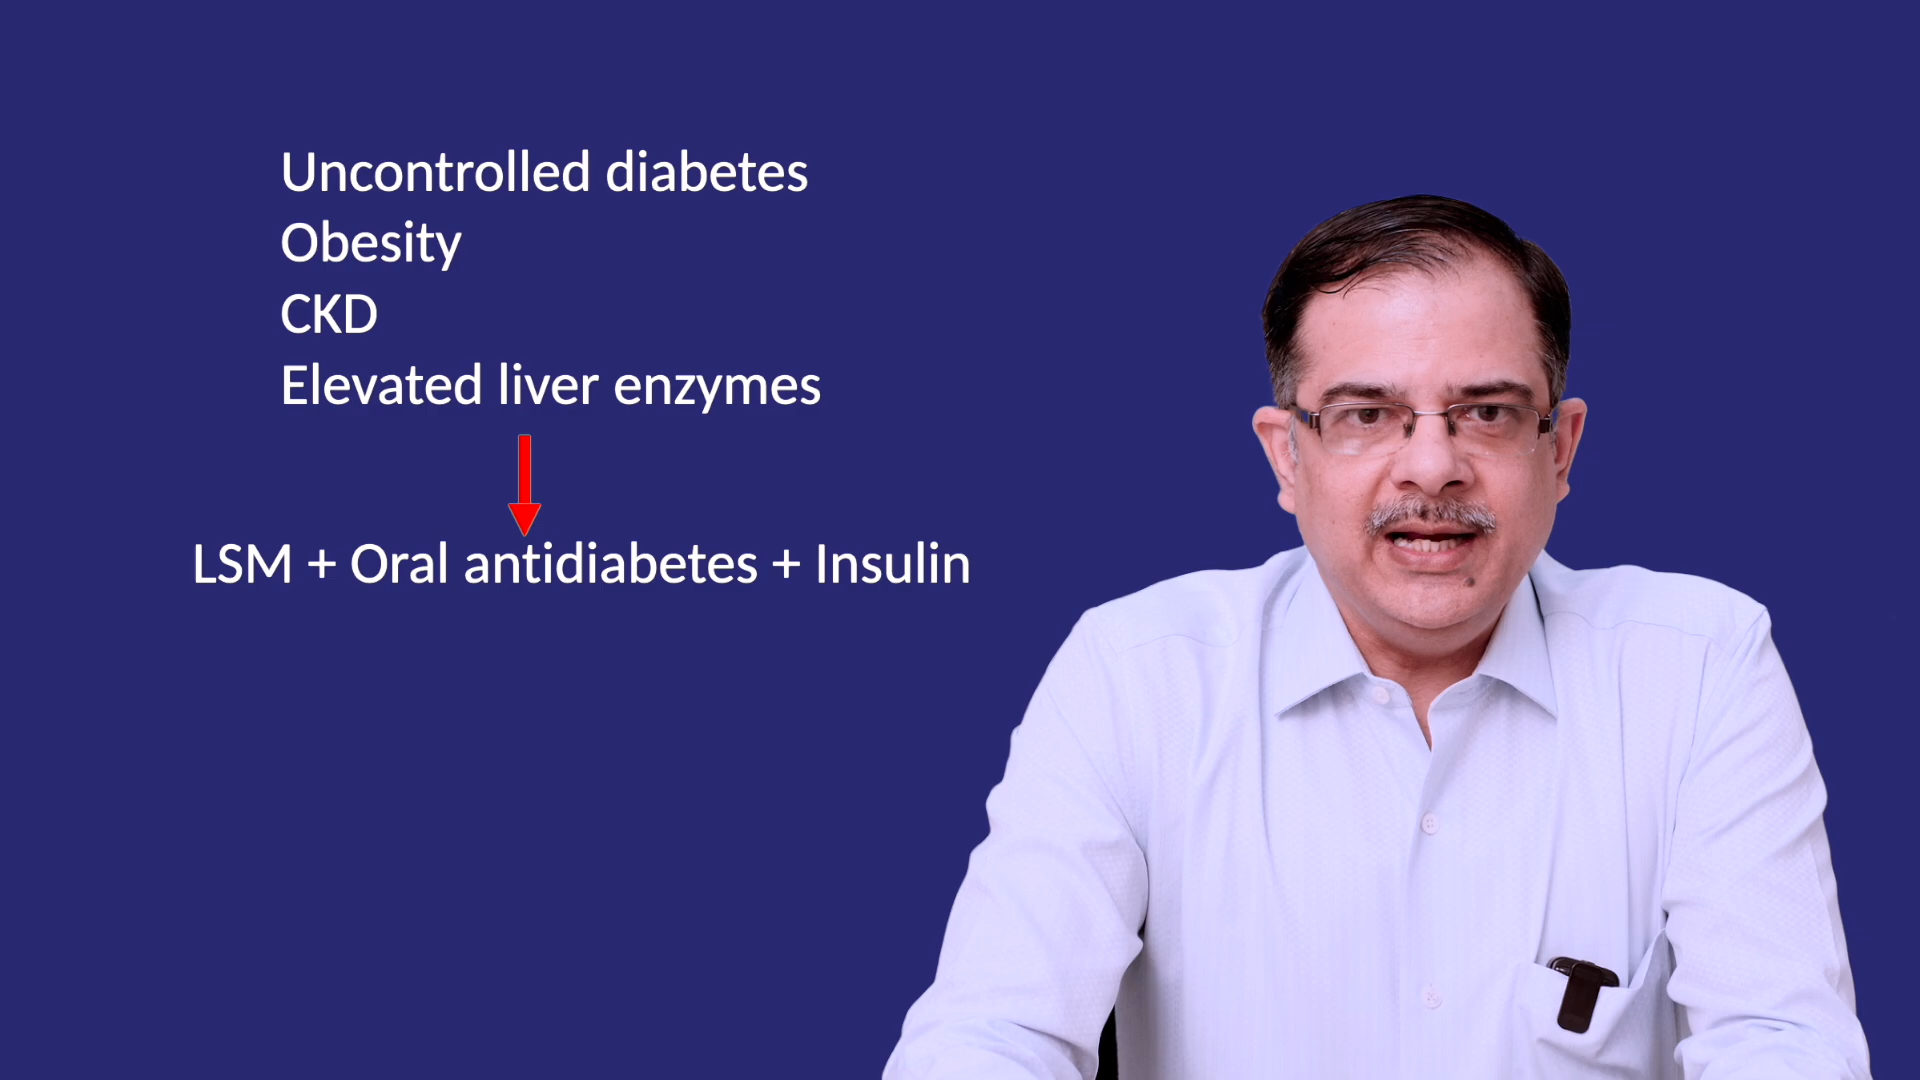 Uncontrolled diabetes
Obesity
CKD
Elevated liver enzymes
LSM + Oral antidiabetes + Insulin